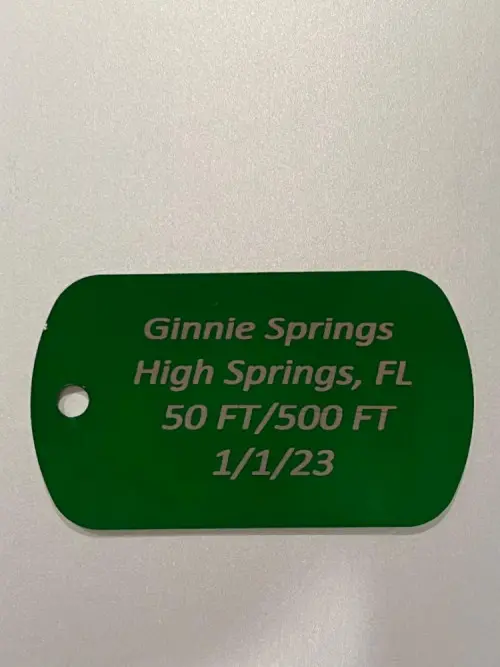 Ginnie Springs
High Springs, FL
50 FT/500 FT
1/1/23